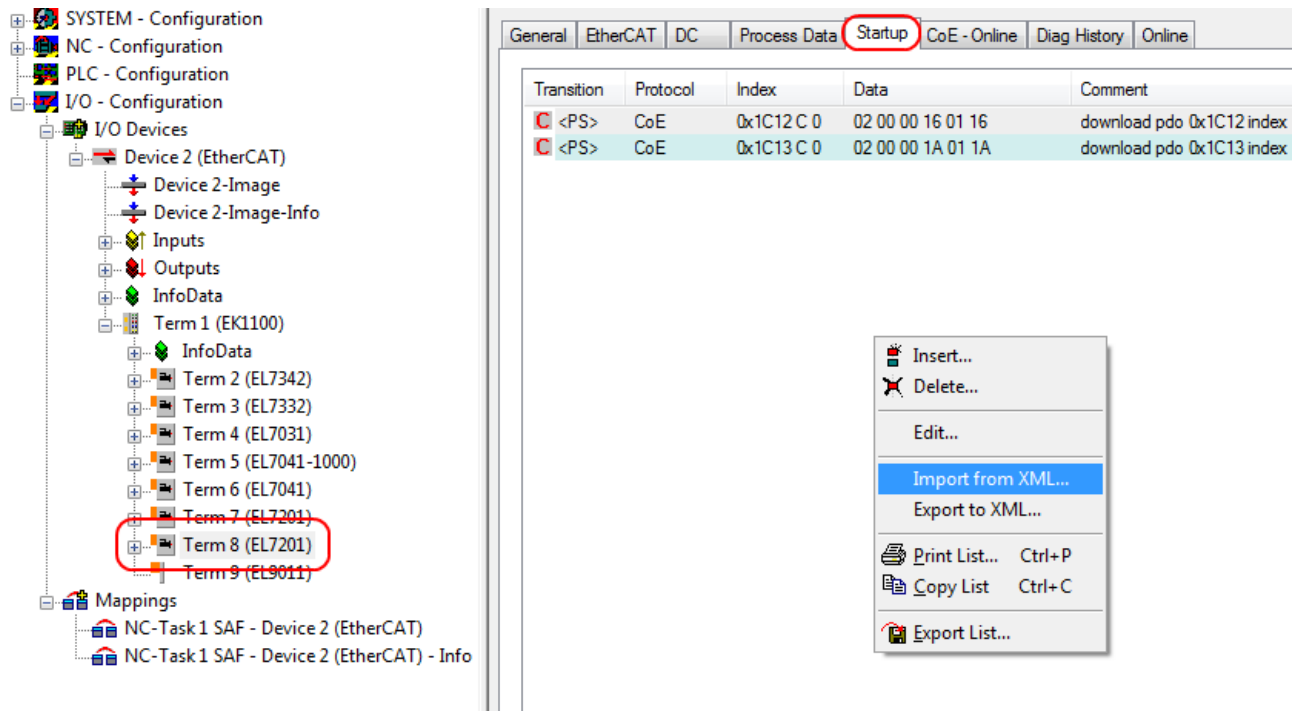 SYSTEM - Configuration
NC - Configuration
PLC - Configuration
I/O - Configuration
I/O Devices
Device 2 (EtherCAT)
Device 2-Image
Device 2-Image-Info
Inputs
Outputs
InfoData
Term 1 (EK1100)
InfoData
Term 2 (EL7342)
Term 3 (EL7332)
Term 4 (EL7031)
Term 5 (EL7041-1000)
Term 6 (EL7041)
Term 7 (EL7201)
Term 8 (EL7201)
Term 9 (EL9011)
Mappings
NC-Task 1 SAF - Device 2 (EtherCAT)
NC-Task 1 SAF - Device 2 (EtherCAT) - Info
General EtherCAT DC Process Data Startup CoE - Online Diag History Online
Transition Protocol Index Data Comment
C <PS> CoE 0x1C12 C 0 02 00 00 16 01 16 download pdo 0x1C12 index
C <PS> CoE 0x1C13 C 0 02 00 00 1A 01 1A download pdo 0x1C13 index
Insert...
Delete...
Edit...
Import from XML...
Export to XML...
Print List... Ctrl+P
Copy List Ctrl+C
Export List...